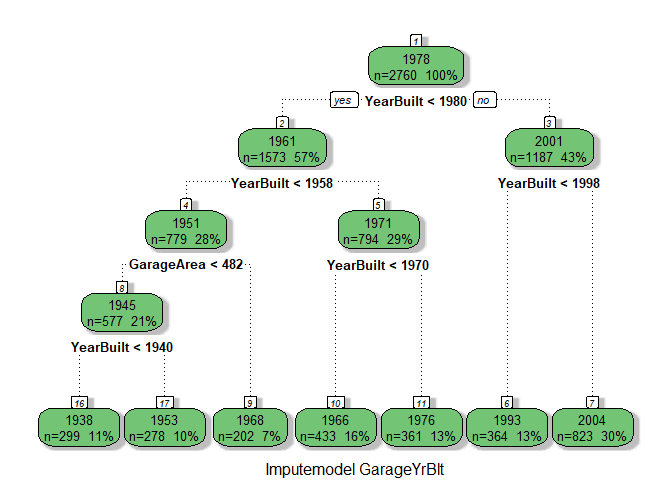 1
1978
n=2760 100%
yes YearBuilt < 1980 no
2
3
1961
n=1573 57%
2001
n=1187 43%
YearBuilt < 1958
YearBuilt < 1998
4
5
1951
n=779 28%
1971
n=794 29%
GarageArea < 482
YearBuilt < 1970
8
1945
n=577 21%
YearBuilt < 1940
16
17
9
10
11
6
7
1938
n=299 11%
1953
n=278 10%
1968
n=202 7%
1966
n=433 16%
1976
n=361 13%
1993
n=364 13%
2004
n=823 30%
Imputemodel GarageYrBlt